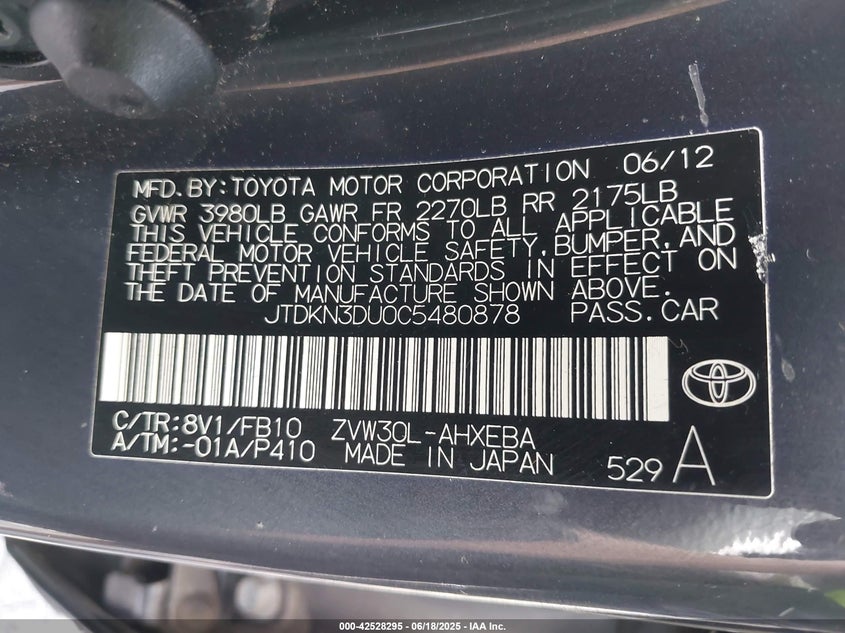 MFD. BY: TOYOTA MOTOR CORPORATION 06/12
GVWR 3980LB GAWR FR 2270LB RR 2175LB
THIS VEHICLE CONFORMS TO ALL APPLICABLE
FEDERAL MOTOR VEHICLE SAFETY, BUMPER, AND
THEFT PREVENTION STANDARDS IN EFFECT ON
THE DATE OF MANUFACTURE SHOWN ABOVE.
JTDKN3DU0C5480878 PASS. CAR
C/TR: 8V1/FB10 ZVW30L-AHXEBA
A/TM: -01A/P410 MADE IN JAPAN 529 A
000-42528295 - 06/18/2025 - IAA Inc.